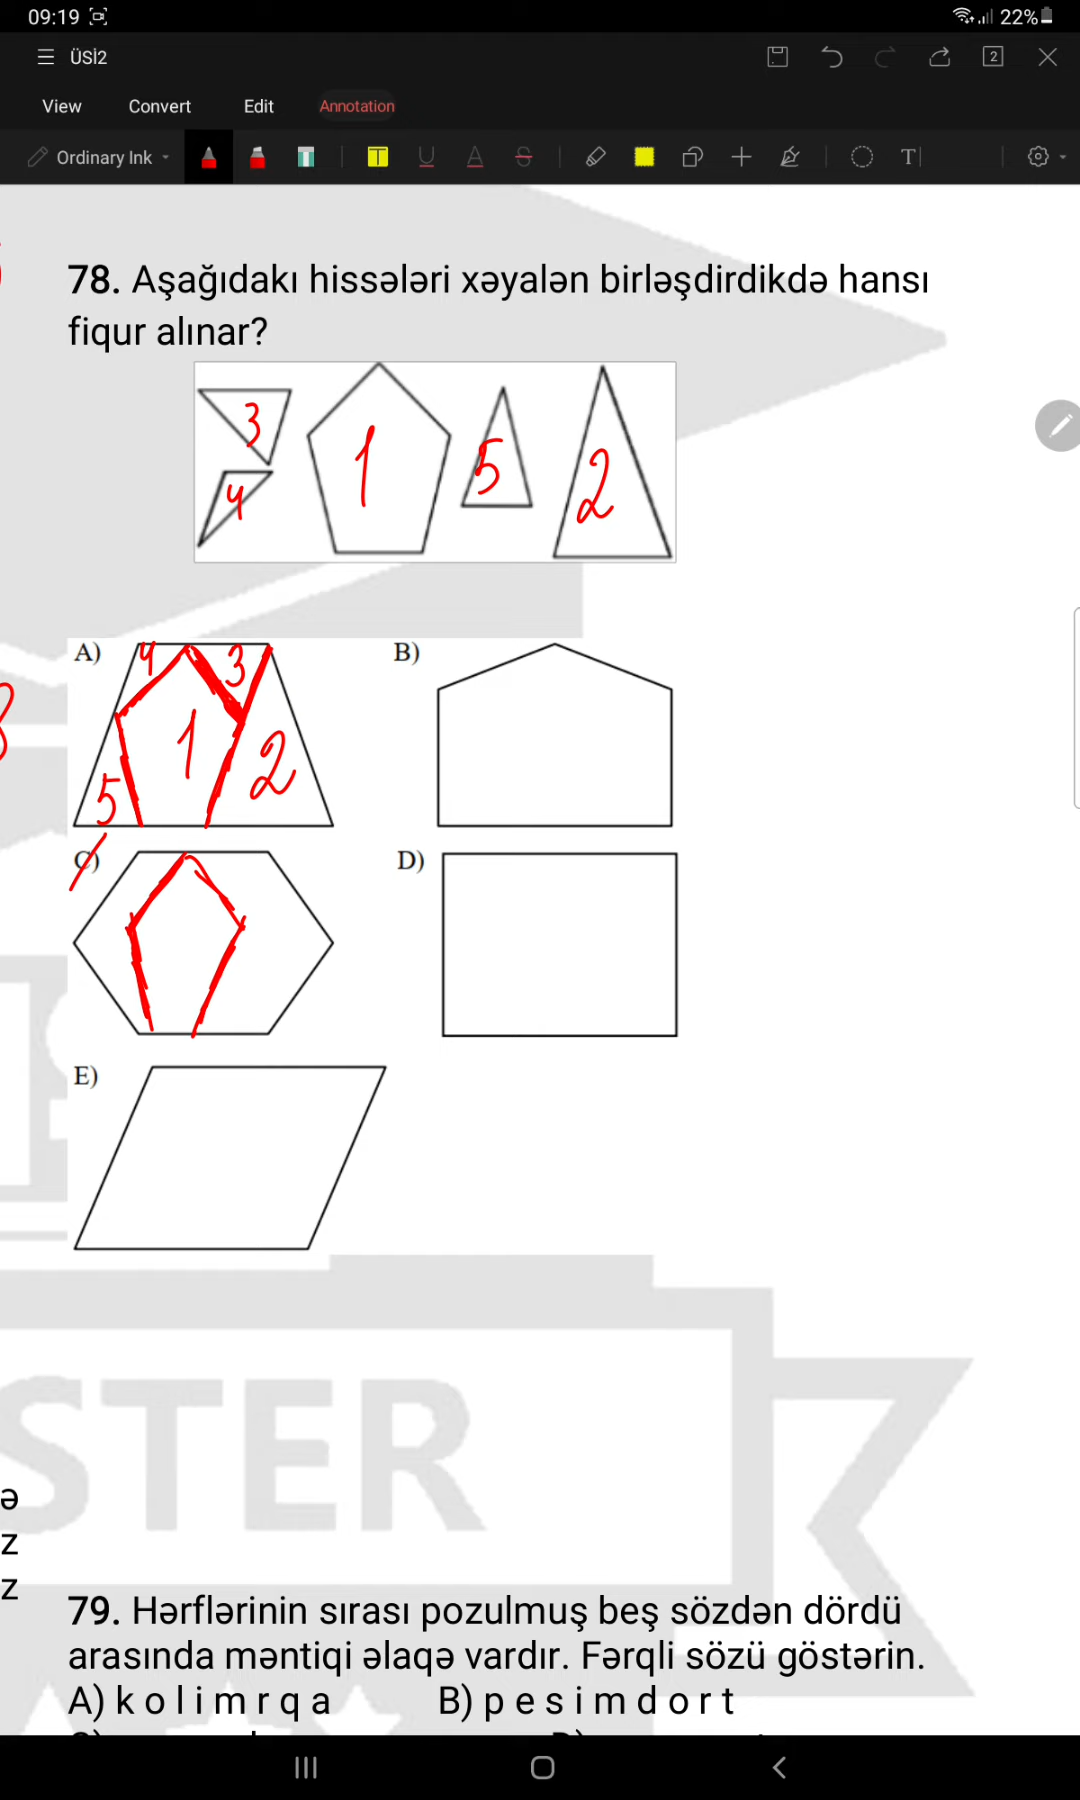 09:19
22%
ÜSİ2
2
View Convert Edit Annotation
Ordinary Ink T U A S T
78. Aşağıdakı hissələri xəyalən birləşdirdikdə hansı
fiqur alınar?
3 1 5 2
4
A) 4 3 B)
1 2
5
C) D)
E)
STER
ə
z
z
79. Hərflərinin sırası pozulmuş beş sözdən dördü
arasında məntiqi əlaqə vardır. Fərqli sözü göstərin.
A) k o l i m r q a B) p e s i m d o r t